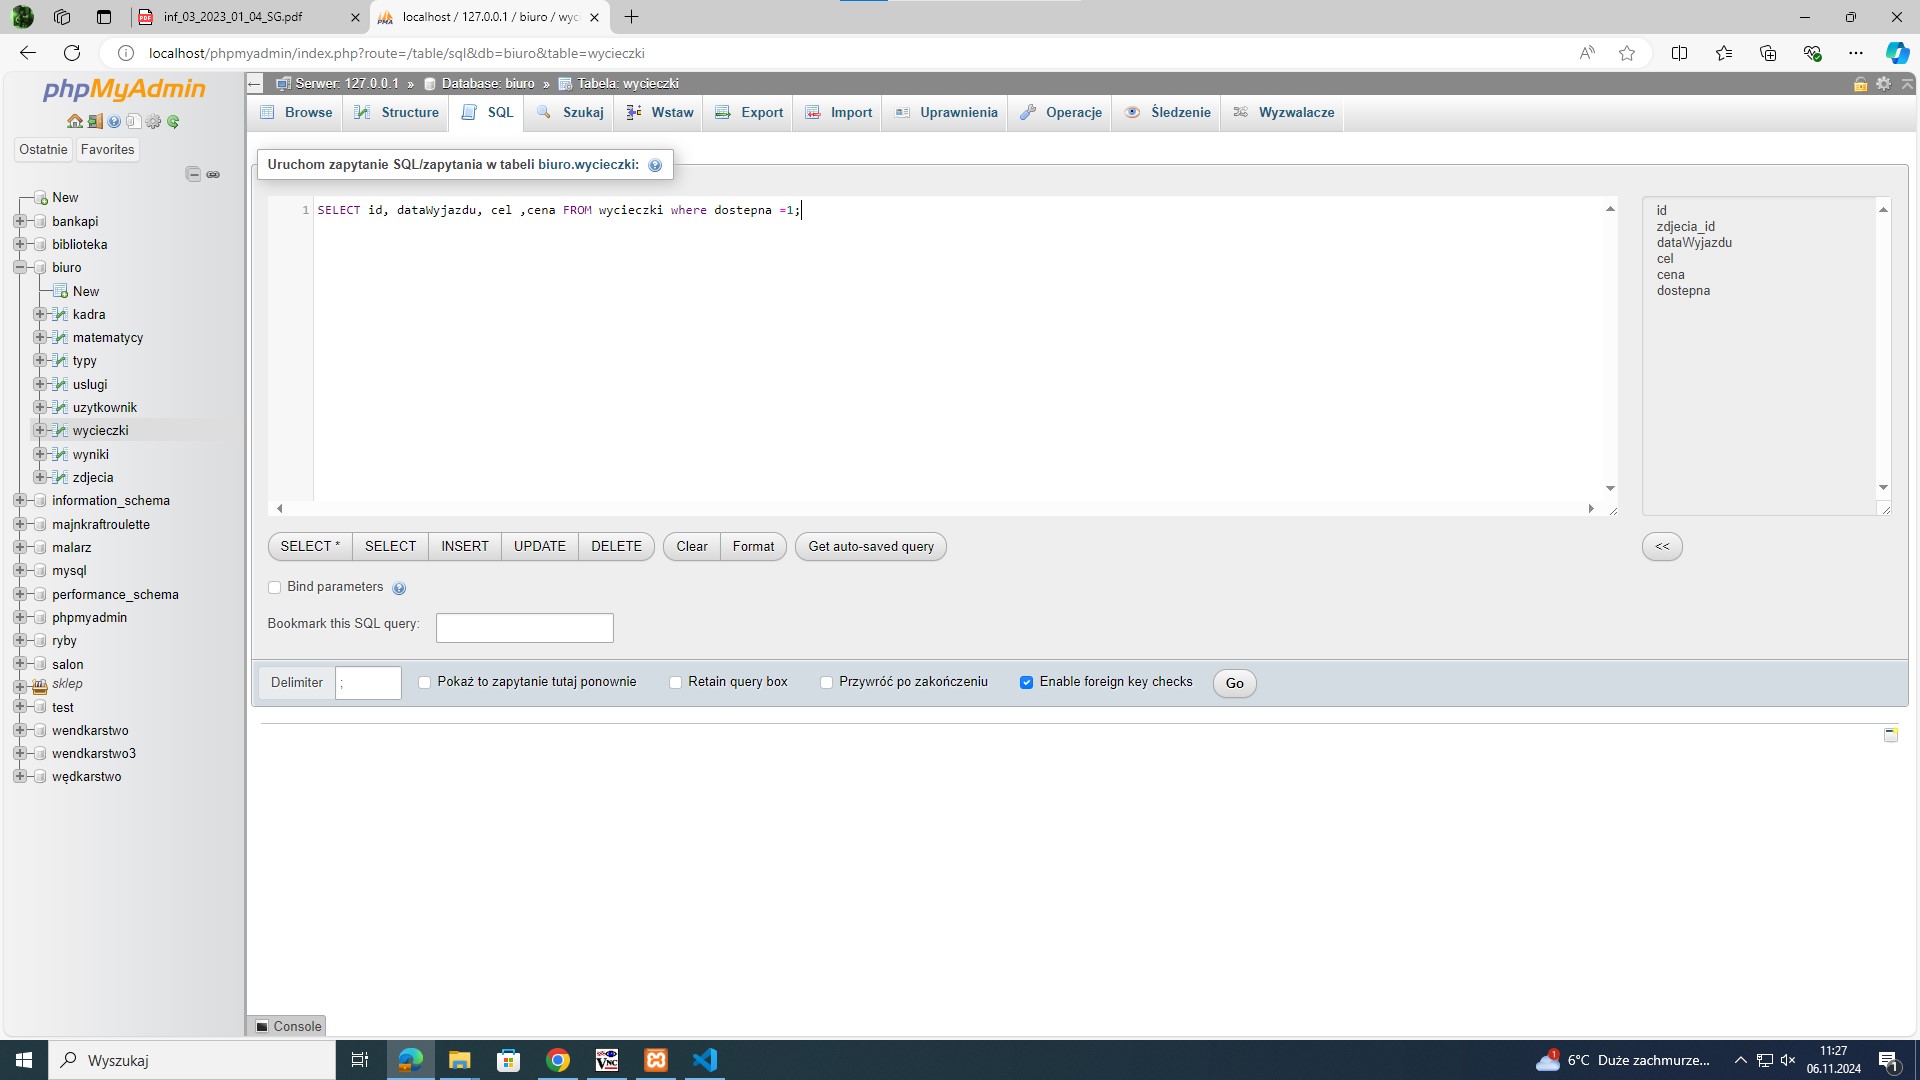 inf_03_2023_01_04_SG.pdf
localhost / 127.0.0.1 / biuro / wyc
localhost/phpmyadmin/index.php?route=/table/sql&db=biuro&table=wycieczki
phpMyAdmin
Ostatnie Favorites
New
bankapi
biblioteka
biuro
New
kadra
matematycy
typy
uslugi
uzytkownik
wycieczki
wyniki
zdjecia
information_schema
majnkraftroulette
malarz
mysql
performance_schema
phpmyadmin
ryby
salon
sklep
test
wendkarstwo
wendkarstwo3
wędkarstwo
Serwer: 127.0.0.1 » Database: biuro » Tabela: wycieczki
Browse Structure SQL Szukaj Wstaw Export Import Uprawnienia Operacje Śledzenie Wyzwalacze
Uruchom zapytanie SQL/zapytania w tabeli biuro.wycieczki:
1 SELECT id, dataWyjazdu, cel ,cena FROM wycieczki where dostepna =1;
id
zdjecia_id
dataWyjazdu
cel
cena
dostepna
SELECT * SELECT INSERT UPDATE DELETE Clear Format Get auto-saved query <<
Bind parameters
Bookmark this SQL query:
Delimiter ; Pokaż to zapytanie tutaj ponownie Retain query box Przywróć po zakończeniu Enable foreign key checks Go
Console
Wyszukaj
1 6°C Duże zachmurze...
11:27
06.11.2024
1